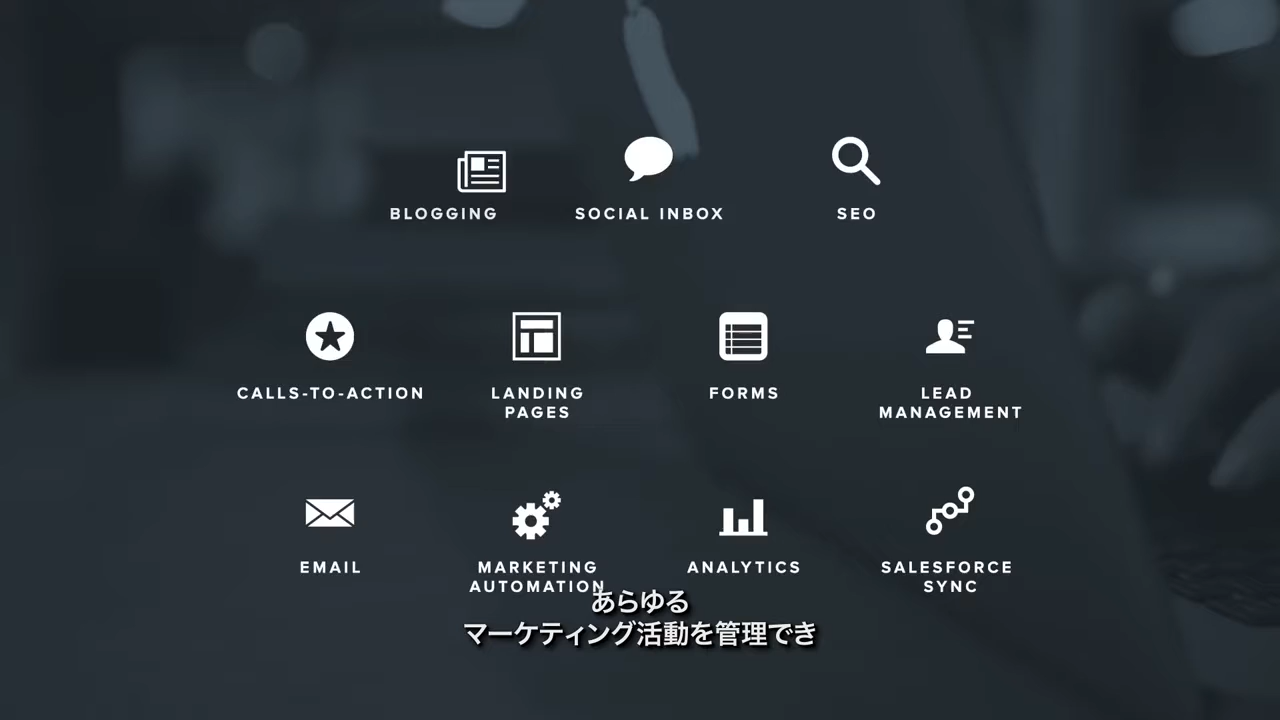 BLOGGING
SOCIAL INBOX
SEO
CALLS-TO-ACTION
LANDING
PAGES
FORMS
LEAD
MANAGEMENT
EMAIL
MARKETING
AUTOMATION
ANALYTICS
SALESFORCE
SYNC
あらゆる
マーケティング活動を管理でき